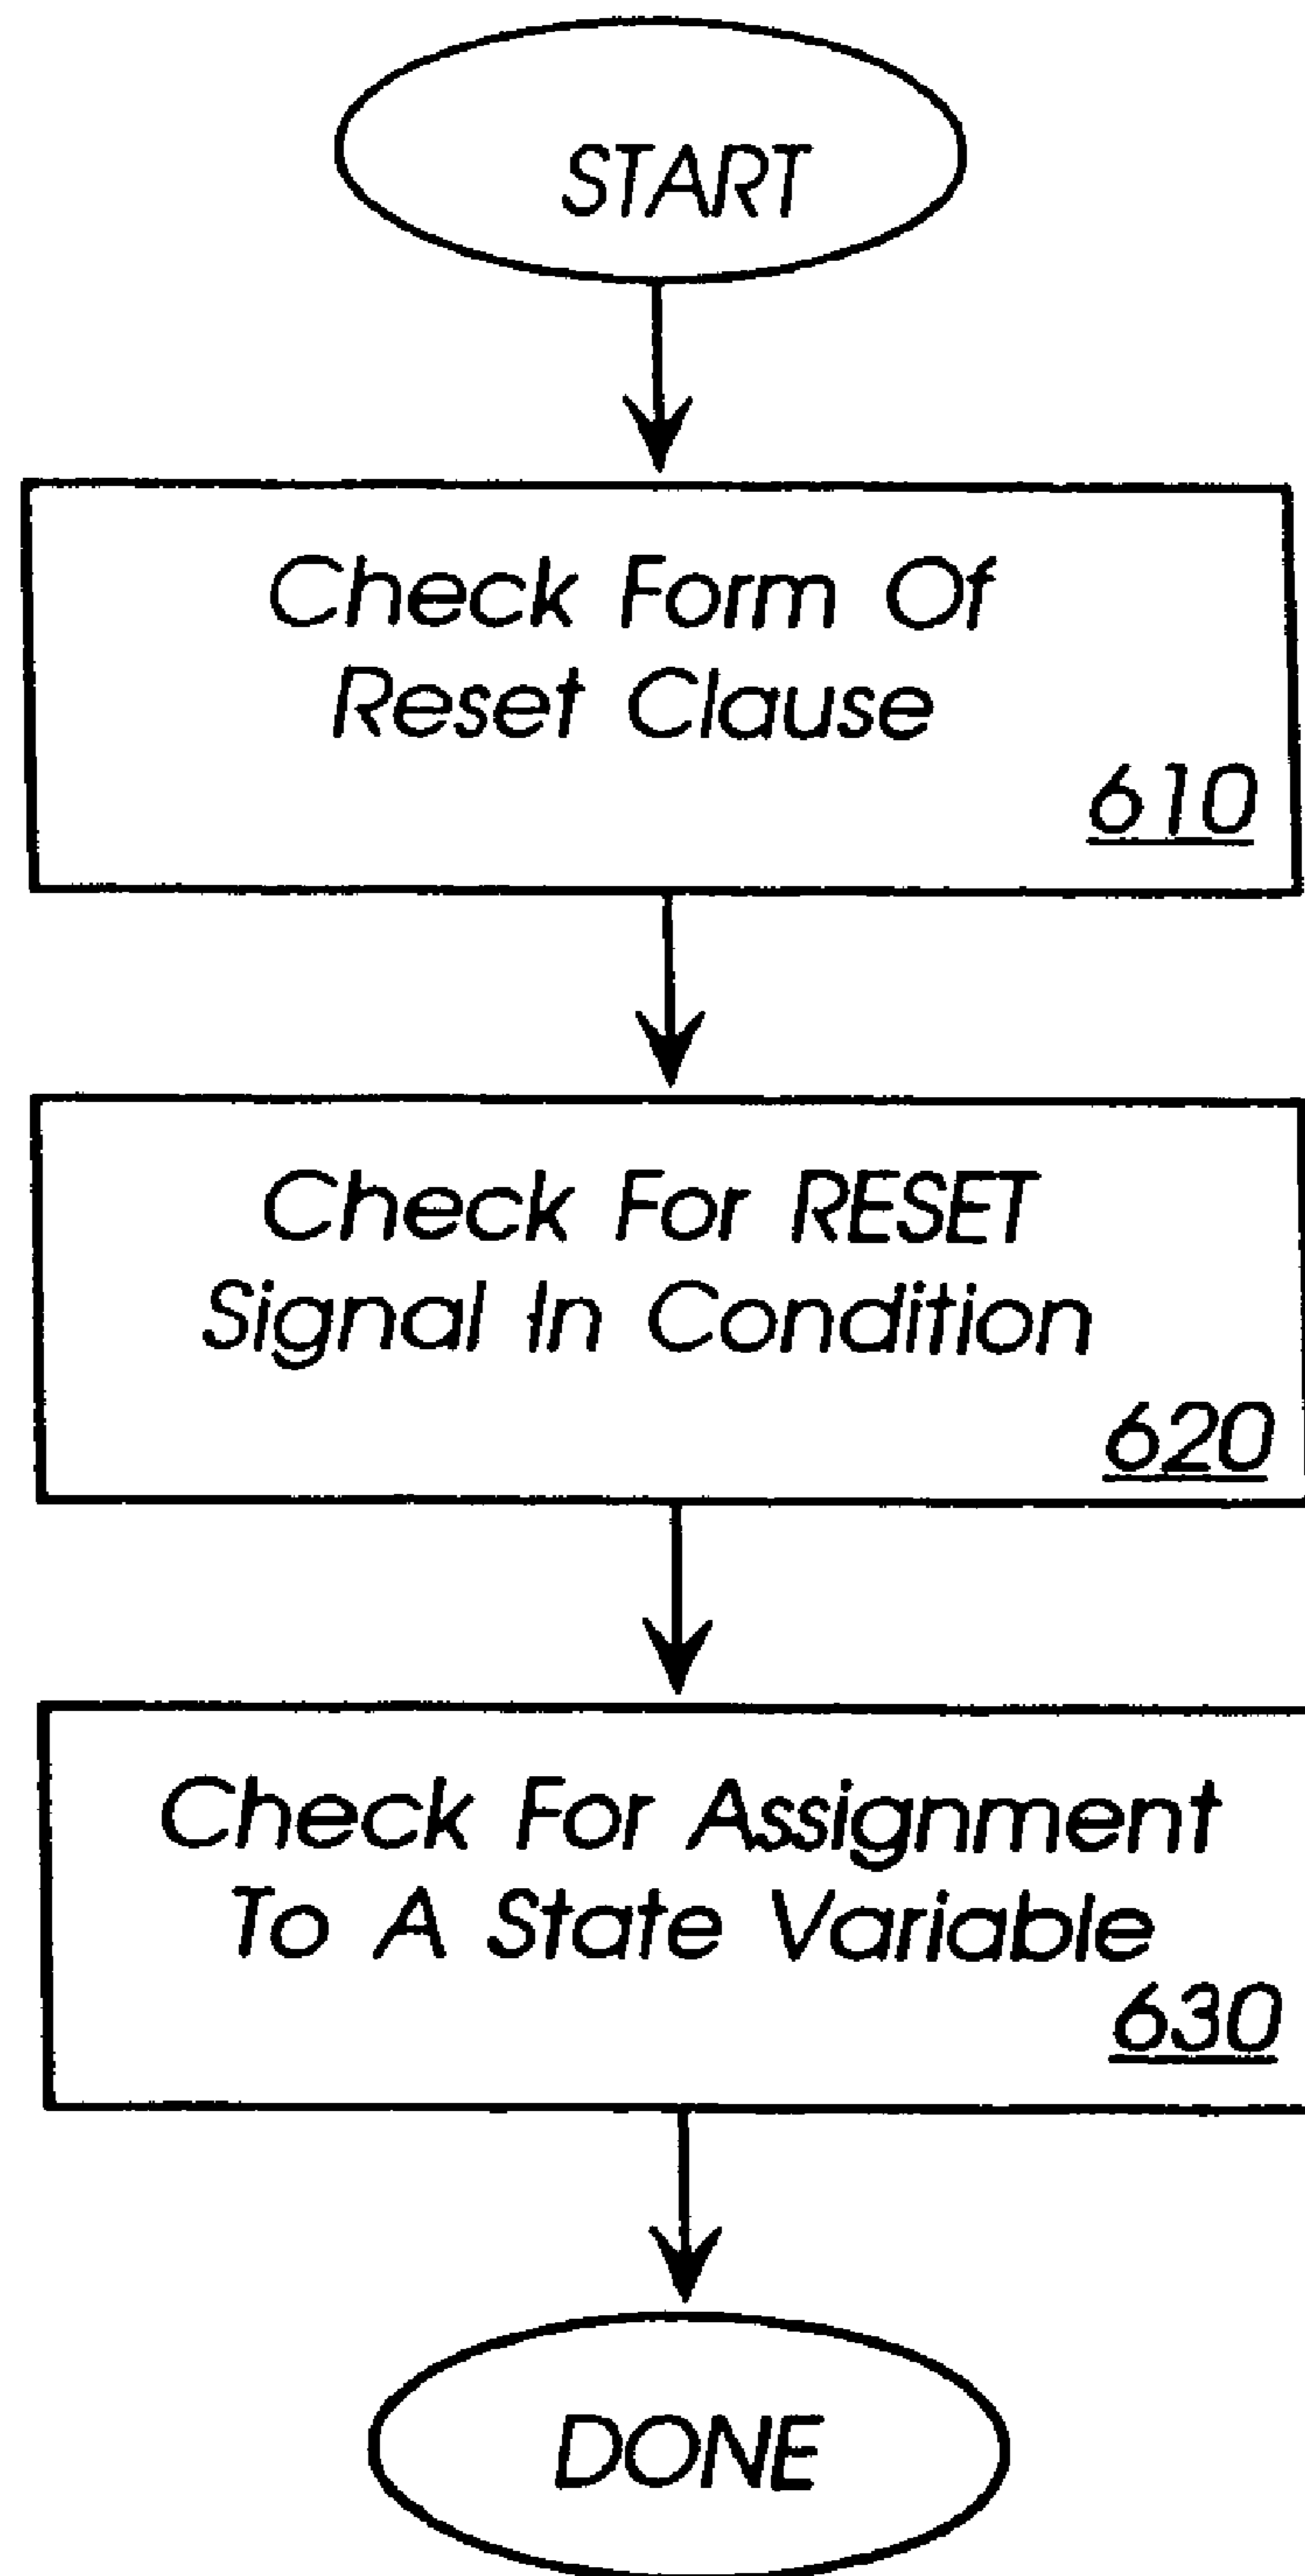 START
Check Form Of
Reset Clause
610
Check For RESET
Signal In Condition
620
Check For Assignment
To A State Variable
630
DONE